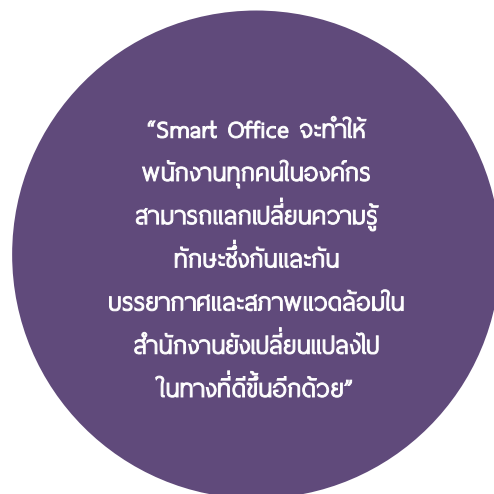 “Smart Office จะทำให้
พนักงานทุกคนในองค์กร
สามารถแลกเปลี่ยนความรู้
ทักษะซึ่งกันและกัน
บรรยากาศและสภาพแวดล้อมใน
สำนักงานยังเปลี่ยนแปลงไป
ในทางที่ดีขึ้นอีกด้วย”